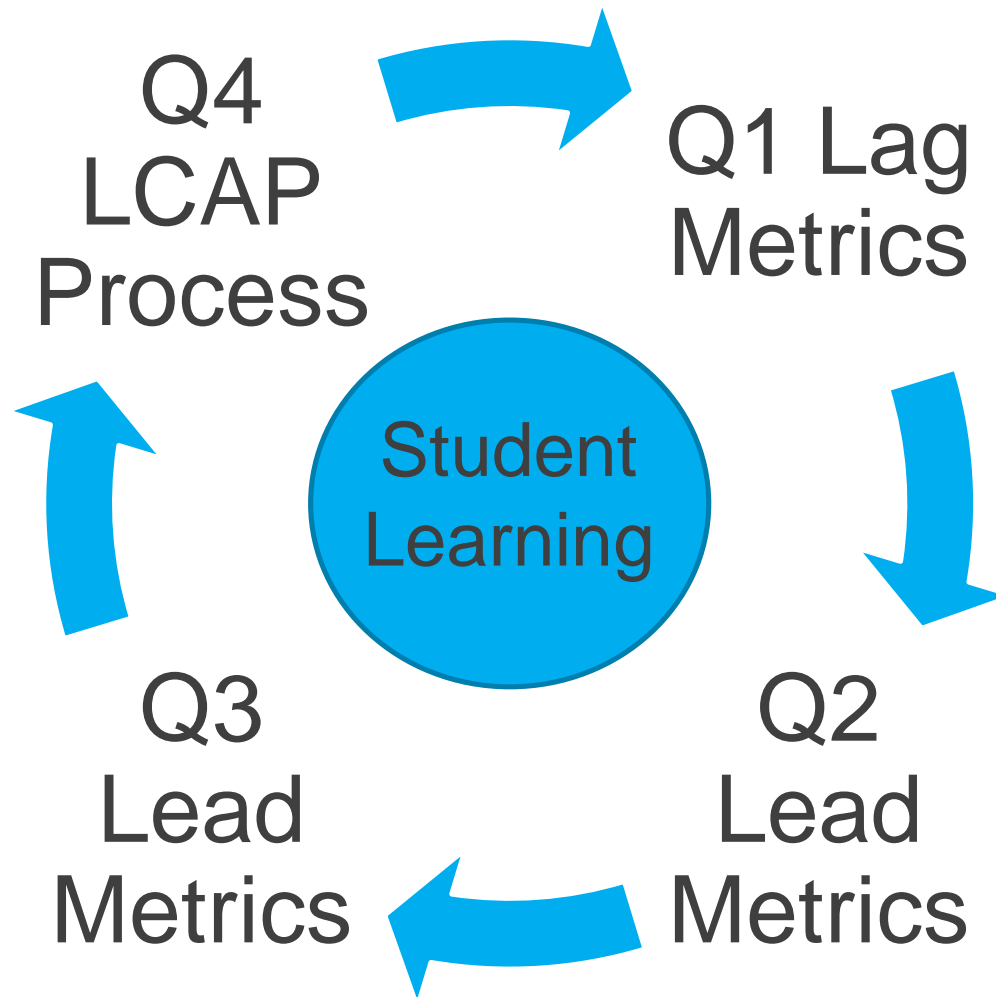 Q4
LCAP
Process
Q1 Lag
Metrics
Student
Learning
Q3
Lead
Metrics
Q2
Lead
Metrics